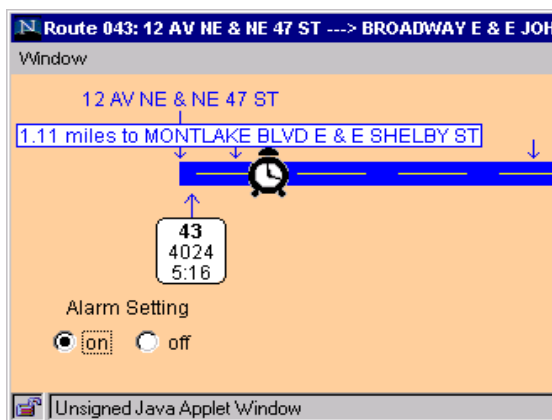 Route 043: 12 AV NE & NE 47 ST ---> BROADWAY E & E JOH
Window
12 AV NE & NE 47 ST
1.11 miles to MONTLAKE BLVD E & E SHELBY ST
43
4024
5:16
Alarm Setting
on off
Unsigned Java Applet Window